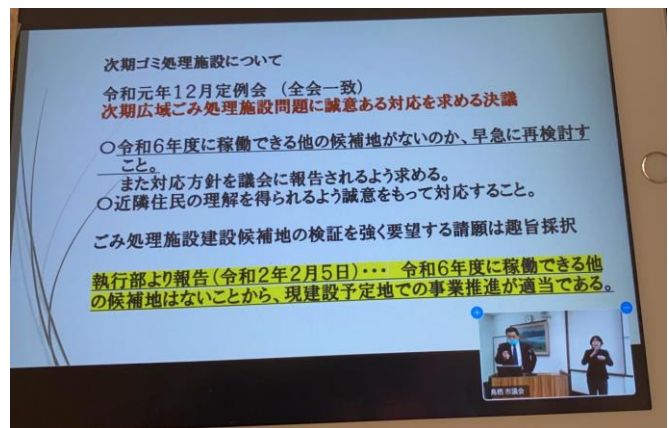 次期ゴミ処理施設について
令和元年12月定例会 (全会一致)
次期広域ごみ処理施設問題に誠意ある対応を求める決議
○令和6年度に稼働できる他の候補地がないのか、早急に再検討す
こと。
また対応方針を議会に報告されるよう求める。
○近隣住民の理解を得られるよう誠意をもって対応すること。
ごみ処理施設建設候補地の検証を強く要望する請願は趣旨採択
執行部より報告(令和2年2月5日)・・・ 令和6年度に稼働できる他
の候補地はないことから、現建設予定地での事業推進が適当である。
鳥栖市議会